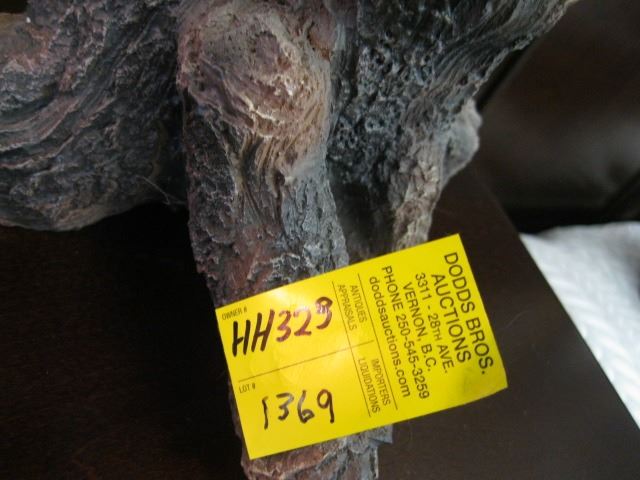 OWNER #
HH329
LOT #
1369
ANTIQUES
APPRAISALS
IMPORTERS
LIQUIDATIONS
DODDS BROS.
AUCTIONS
3311 - 28TH AVE.
VERNON, B.C.
PHONE 250-545-3259
doddsauctions.com